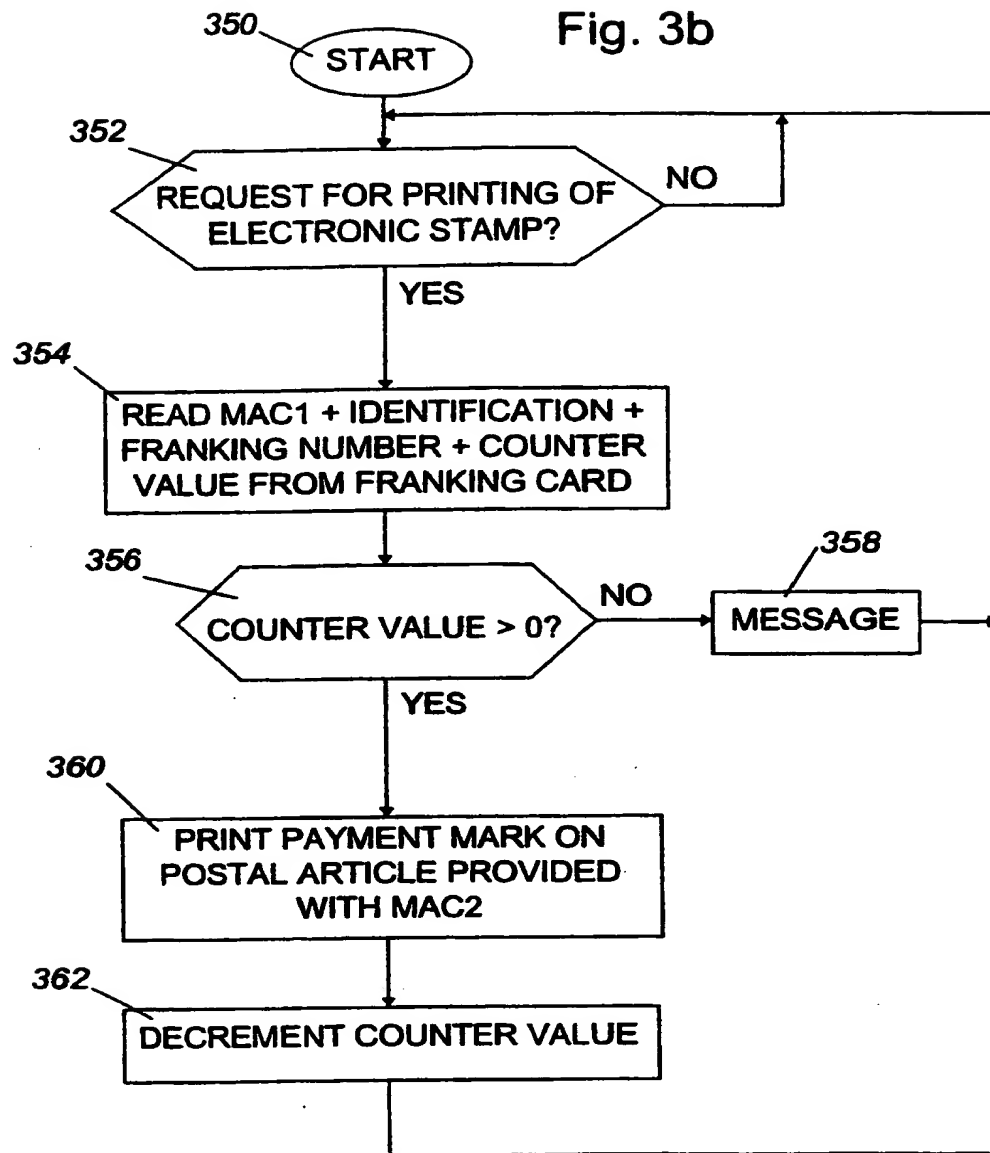 Fig. 3b
350
START
352
REQUEST FOR PRINTING OF
ELECTRONIC STAMP?
NO
YES
354
READ MAC1 + IDENTIFICATION +
FRANKING NUMBER + COUNTER
VALUE FROM FRANKING CARD
356
COUNTER VALUE > 0?
NO
358
MESSAGE
YES
360
PRINT PAYMENT MARK ON
POSTAL ARTICLE PROVIDED
WITH MAC2
362
DECREMENT COUNTER VALUE